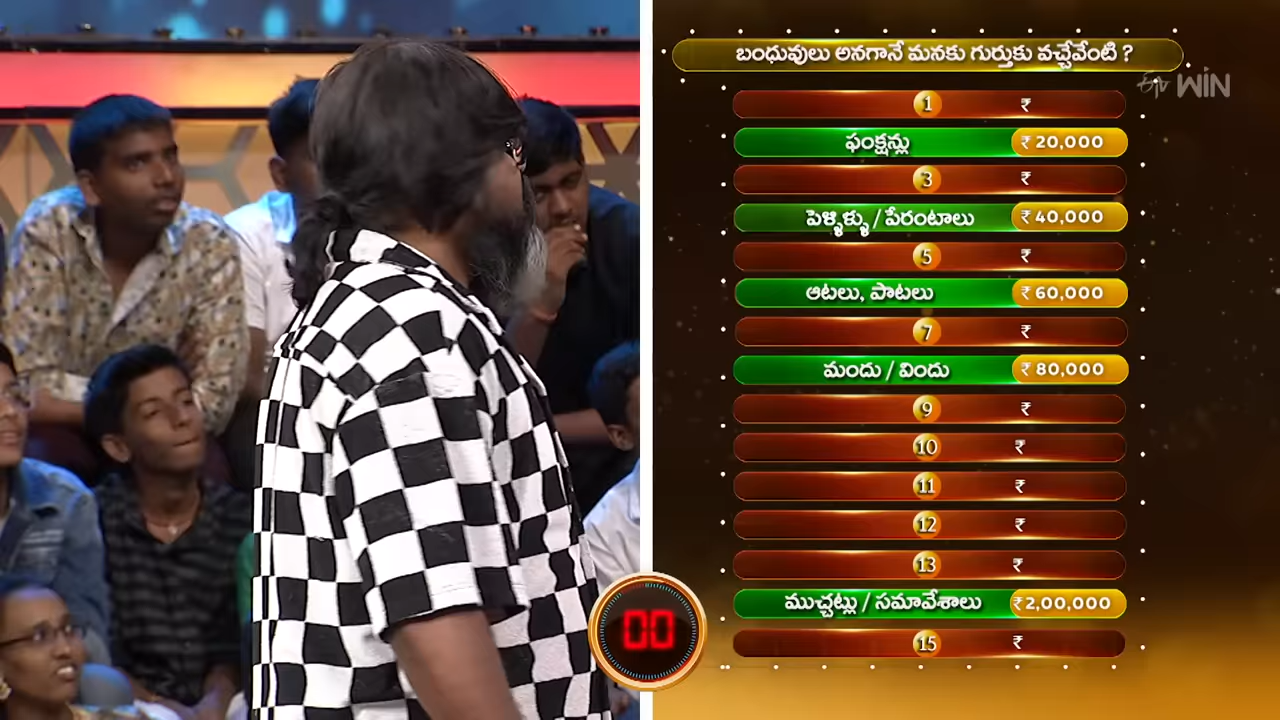 బంధువులు అనగానే మనకు గుర్తుకు వచ్చేవేంటి ?
ఈటీవీ WIN
1 ₹
ఫంక్షన్లు ₹ 20,000
3 ₹
పెళ్ళిళ్ళు / పేరంటాలు ₹ 40,000
5 ₹
ఆటలు, పాటలు ₹ 60,000
7 ₹
మందు / విందు ₹ 80,000
9 ₹
10 ₹
11 ₹
12 ₹
13 ₹
ముచ్చట్లు / సమావేశాలు ₹ 2,00,000
15 ₹
00